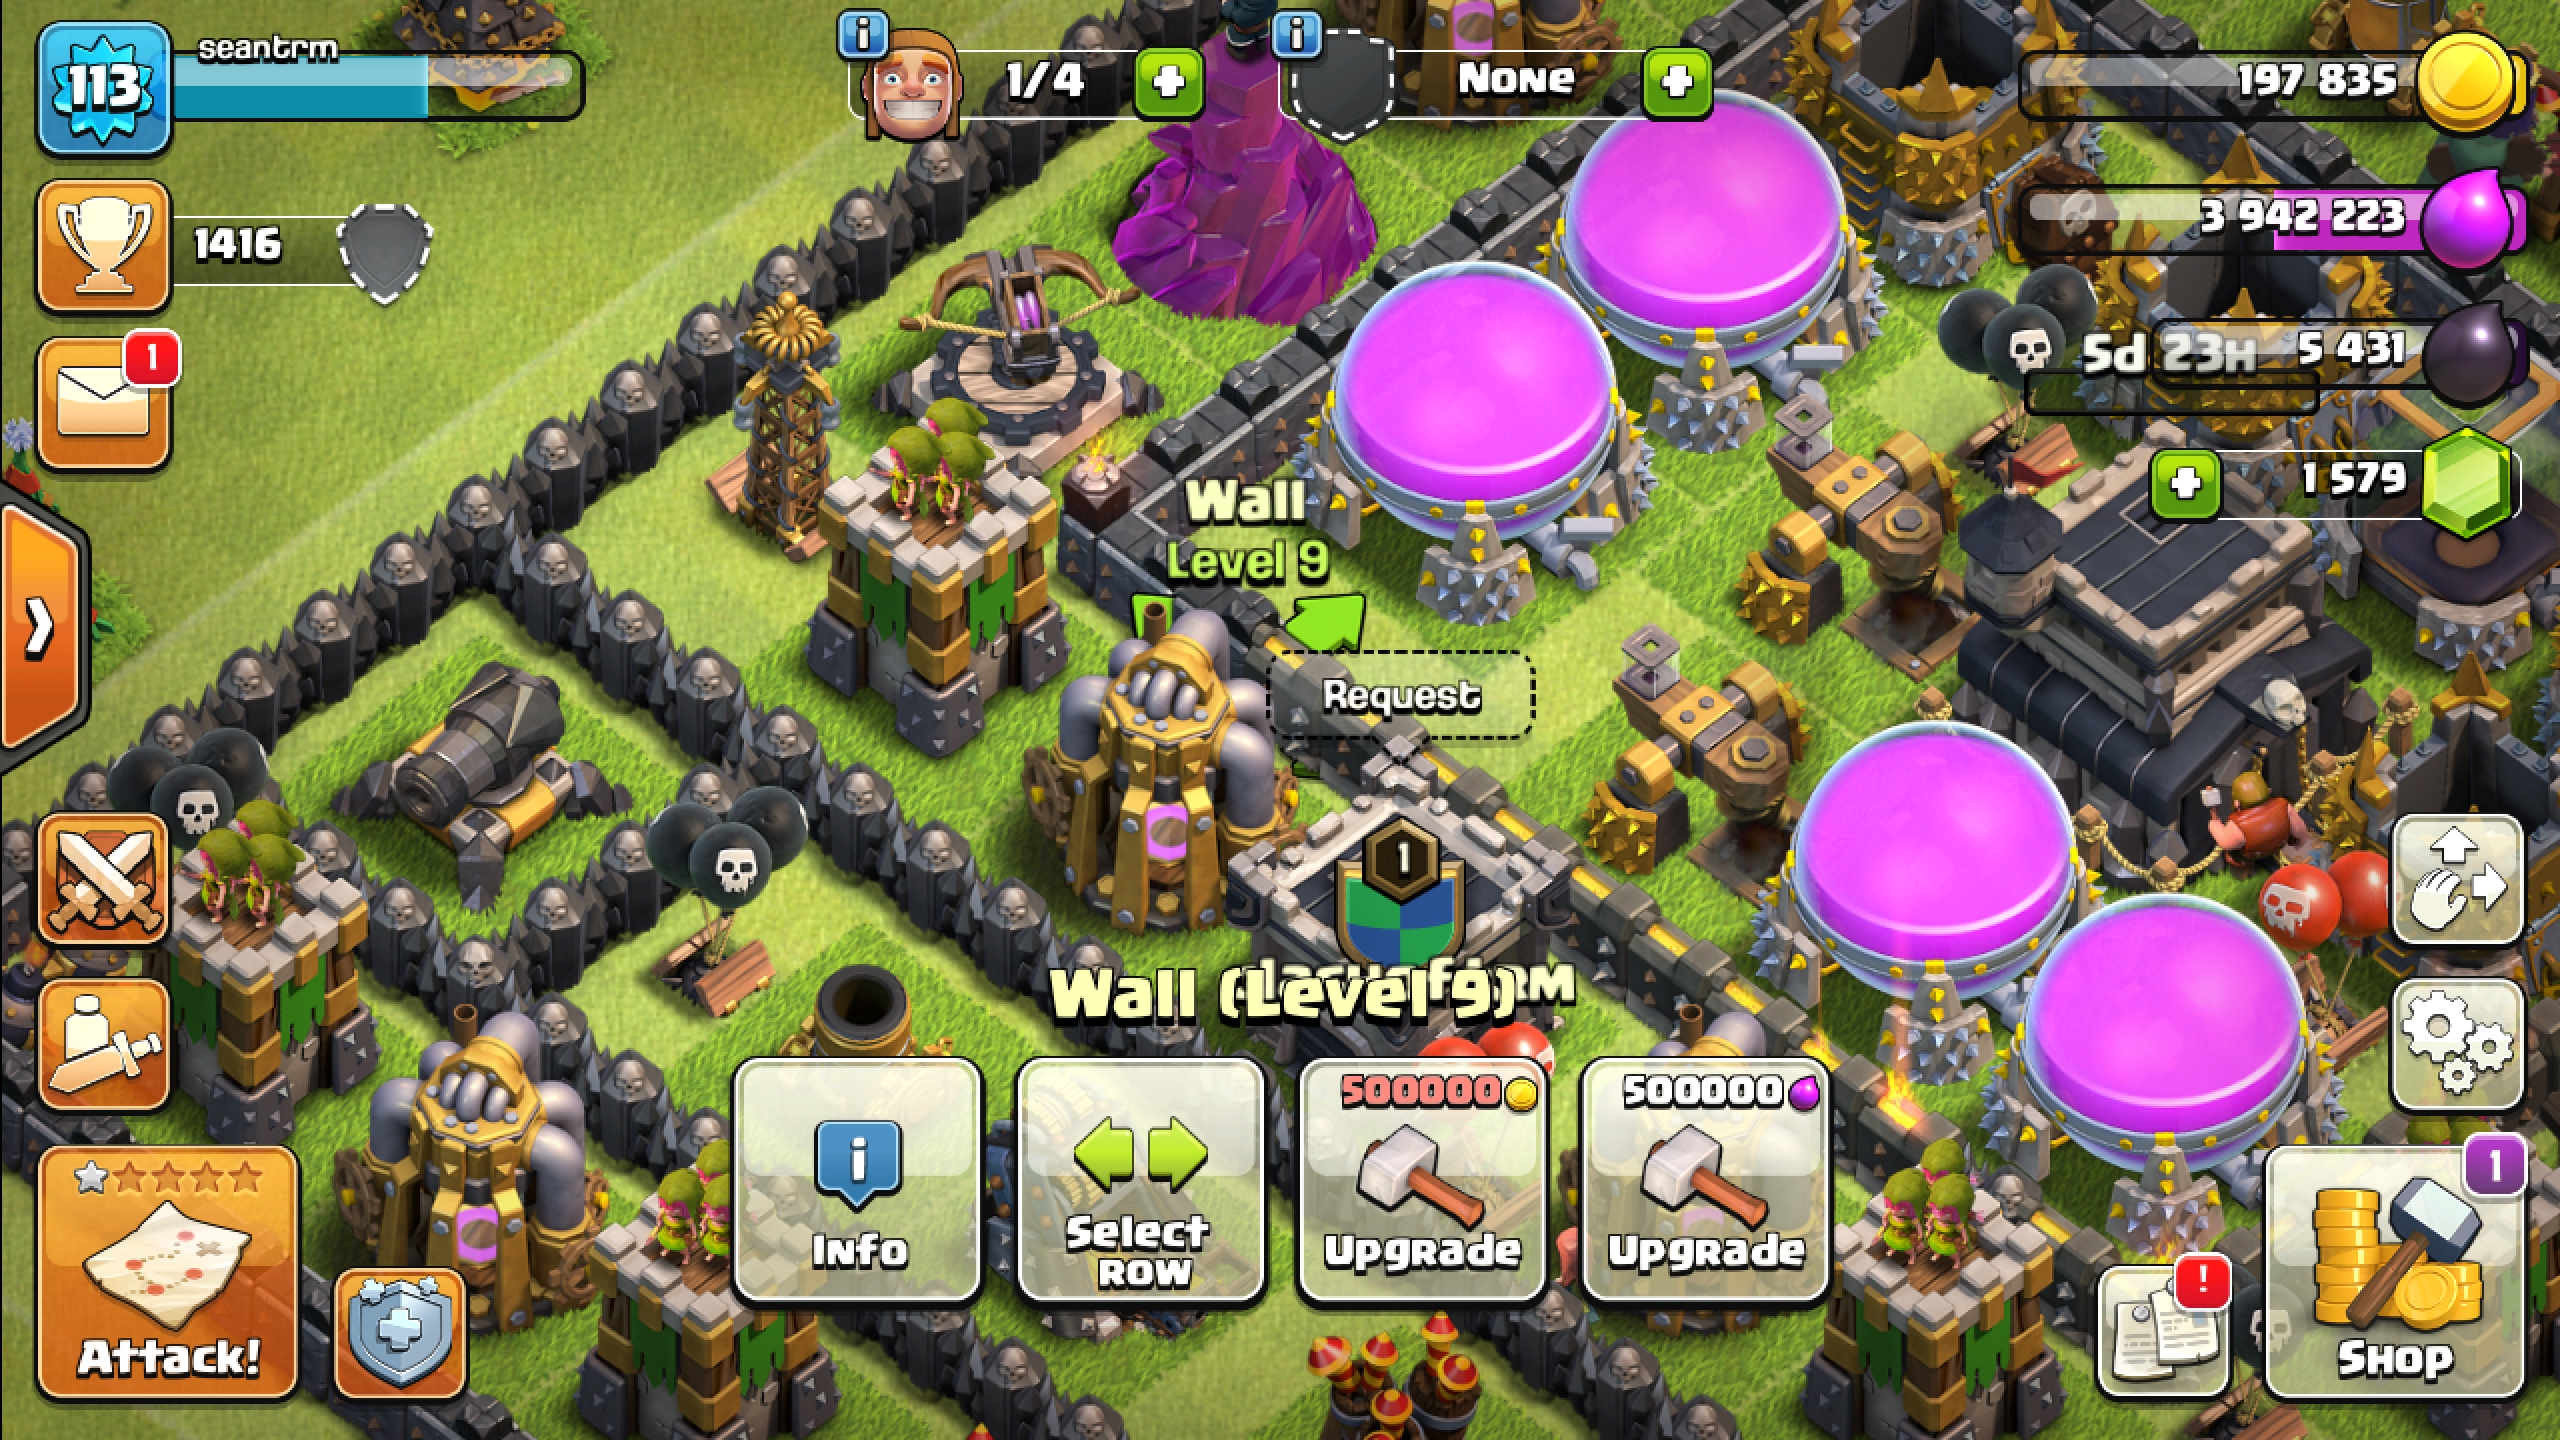 113
seantrm
1/4
None
197 835
1416
3 942 223
1
5d 23H
5 431
1 579
Wall
Level 9
Request
1
Wall (Level 9)
Info
Select
ROW
500000
Upgrade
500000
Upgrade
Attack!
!
1
Shop